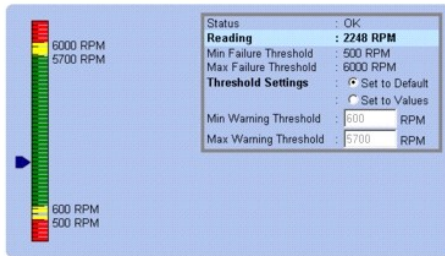 6000 RPM
5700 RPM
600 RPM
500 RPM
Status : OK
Reading : 2248 RPM
Min Failure Threshold : 500 RPM
Max Failure Threshold : 6000 RPM
Threshold Settings : Set to Default
: Set to Values
Min Warning Threshold : 600 RPM
Max Warning Threshold : 5700 RPM